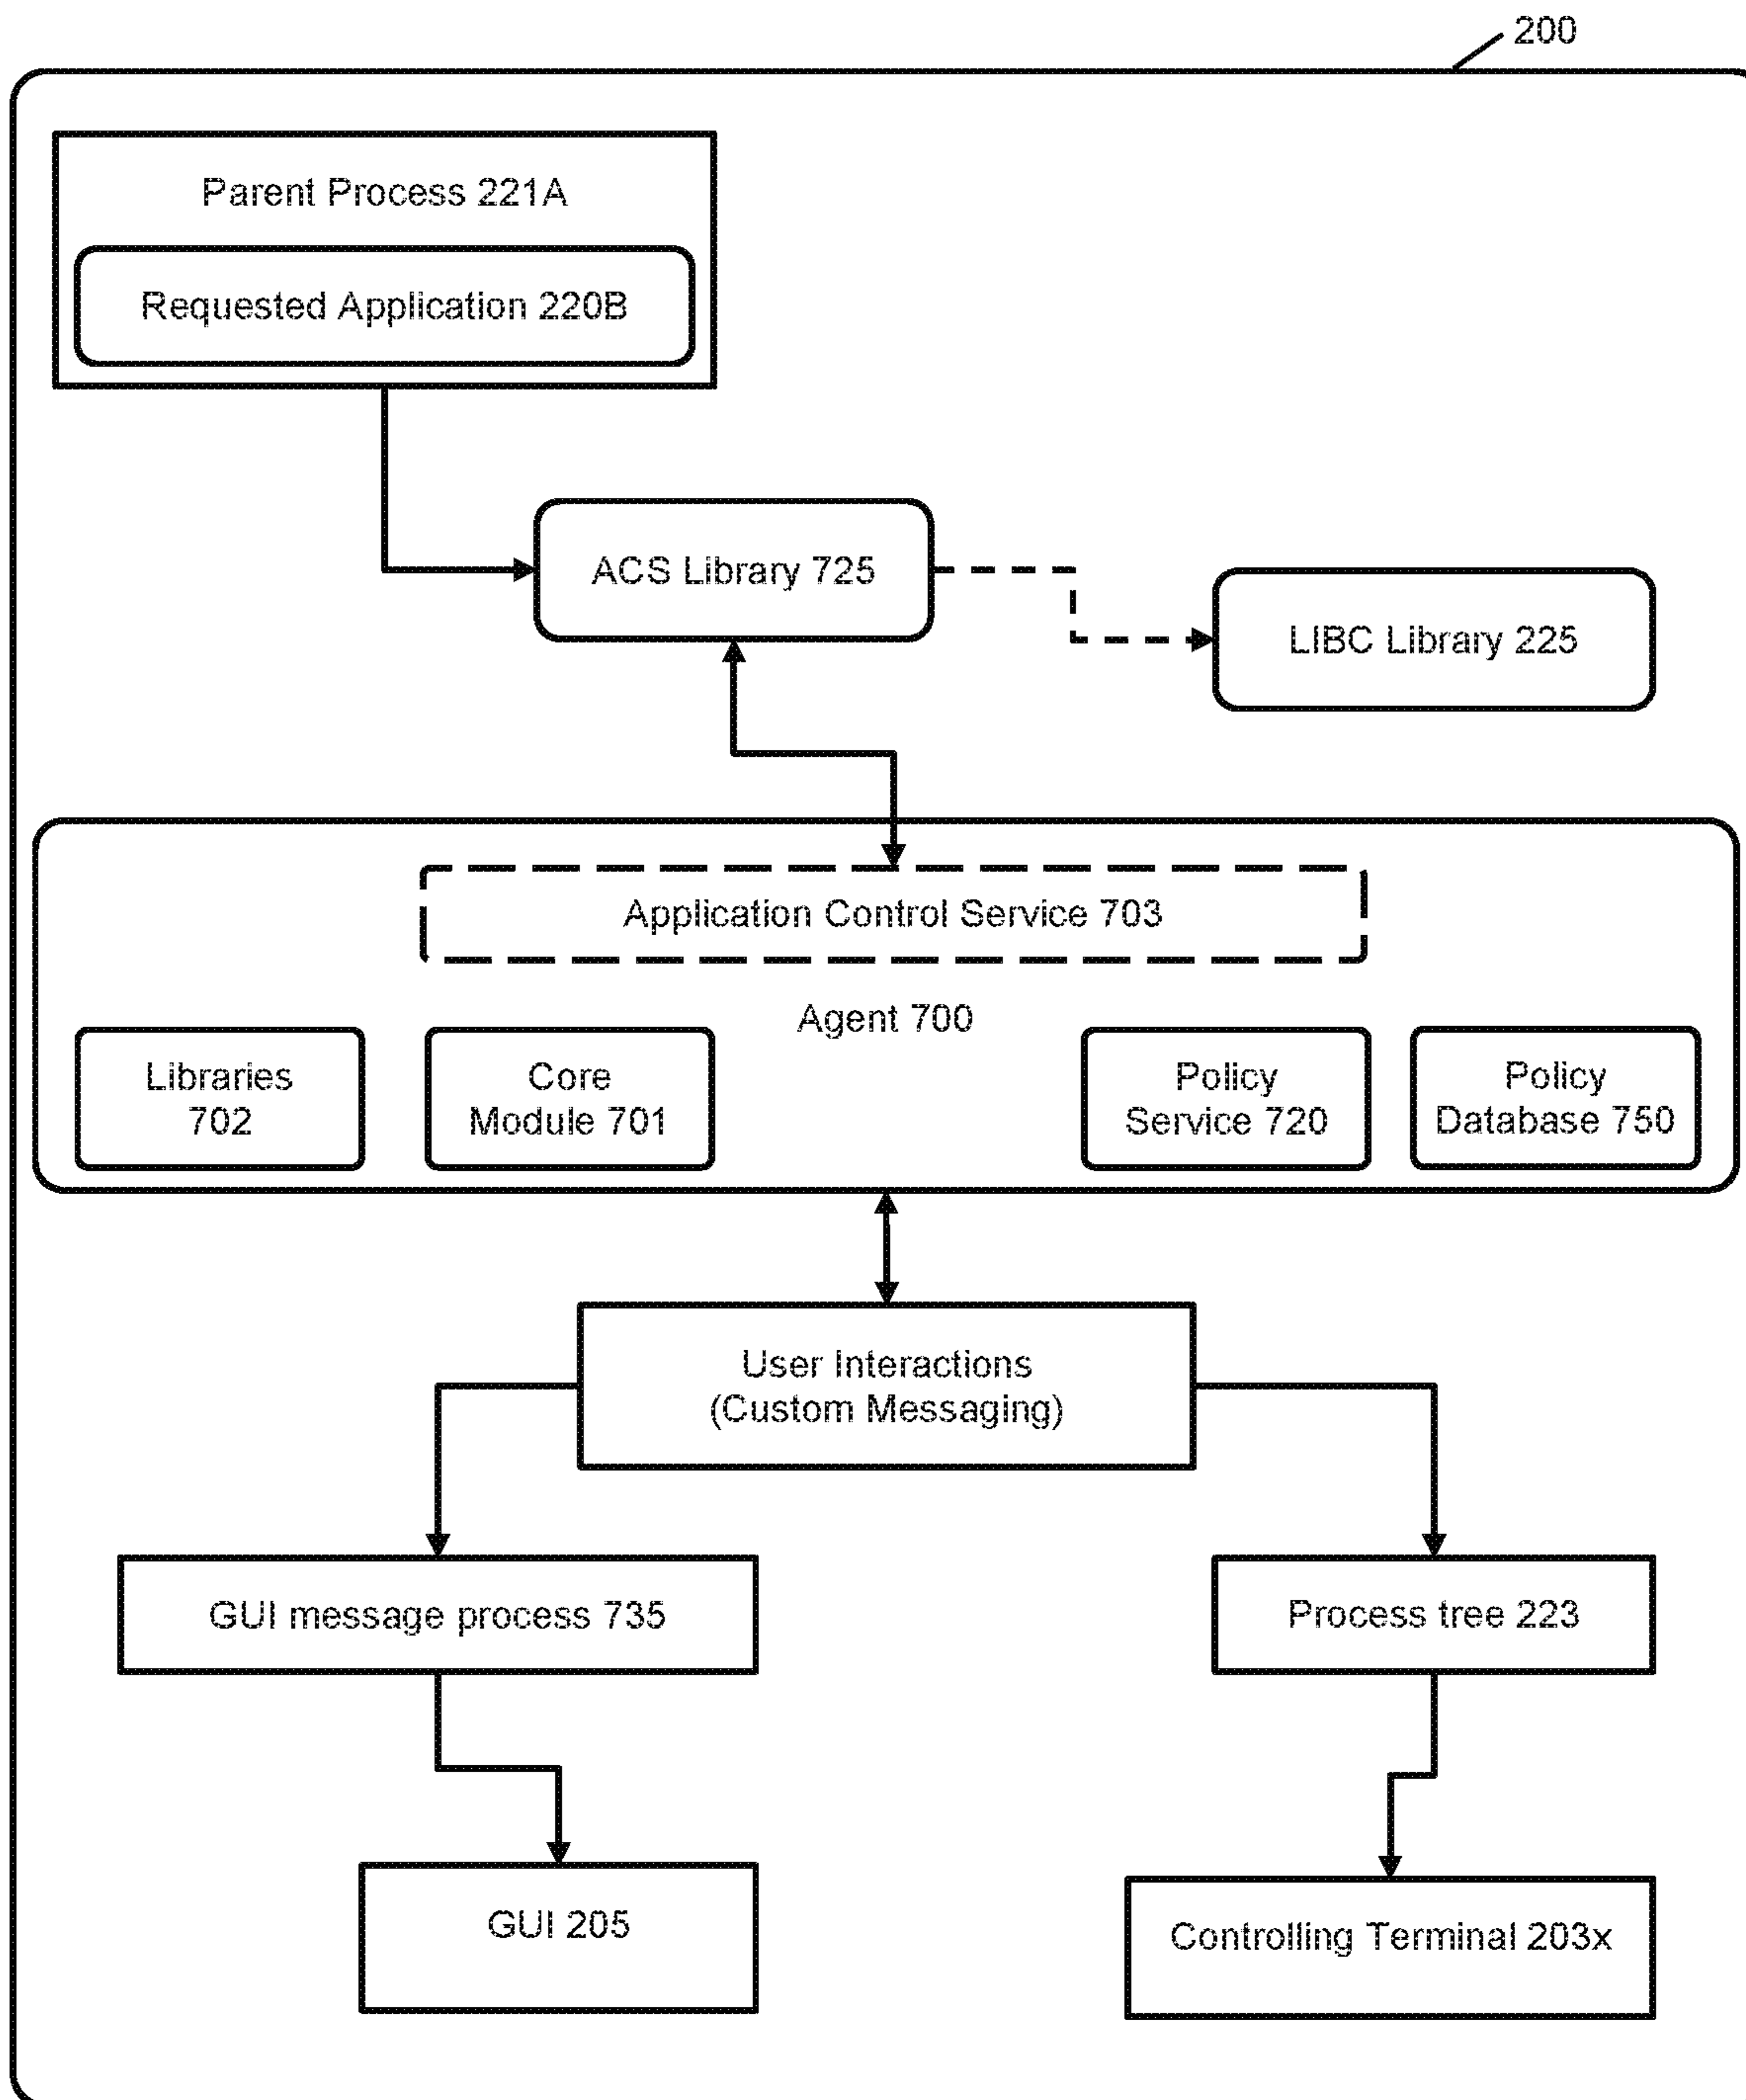 200
Parent Process 221A
Requested Application 220B
ACS Library 725
LIBC Library 225
Application Control Service 703
Agent 700
Libraries
702
Core
Module 701
Policy
Service 720
Policy
Database 750
User Interactions
(Custom Messaging)
GUI message process 735
Process tree 223
GUI 205
Controlling Terminal 203x